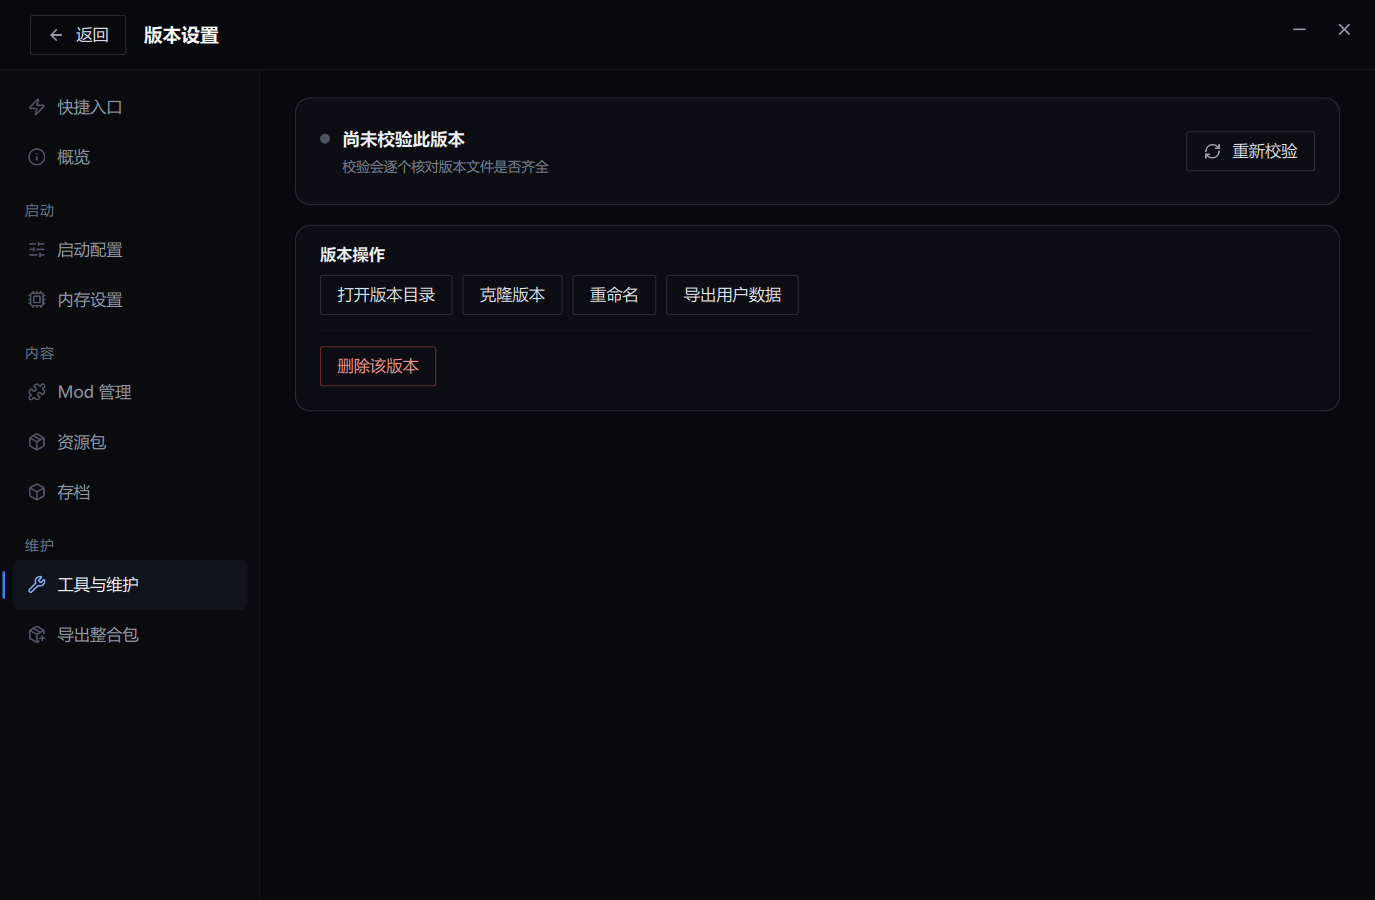 返回
版本设置
快捷入口
概览
启动
启动配置
内存设置
内容
Mod 管理
资源包
存档
维护
工具与维护
导出整合包
尚未校验此版本
校验会逐个核对版本文件是否齐全
重新校验
版本操作
打开版本目录
克隆版本
重命名
导出用户数据
删除该版本